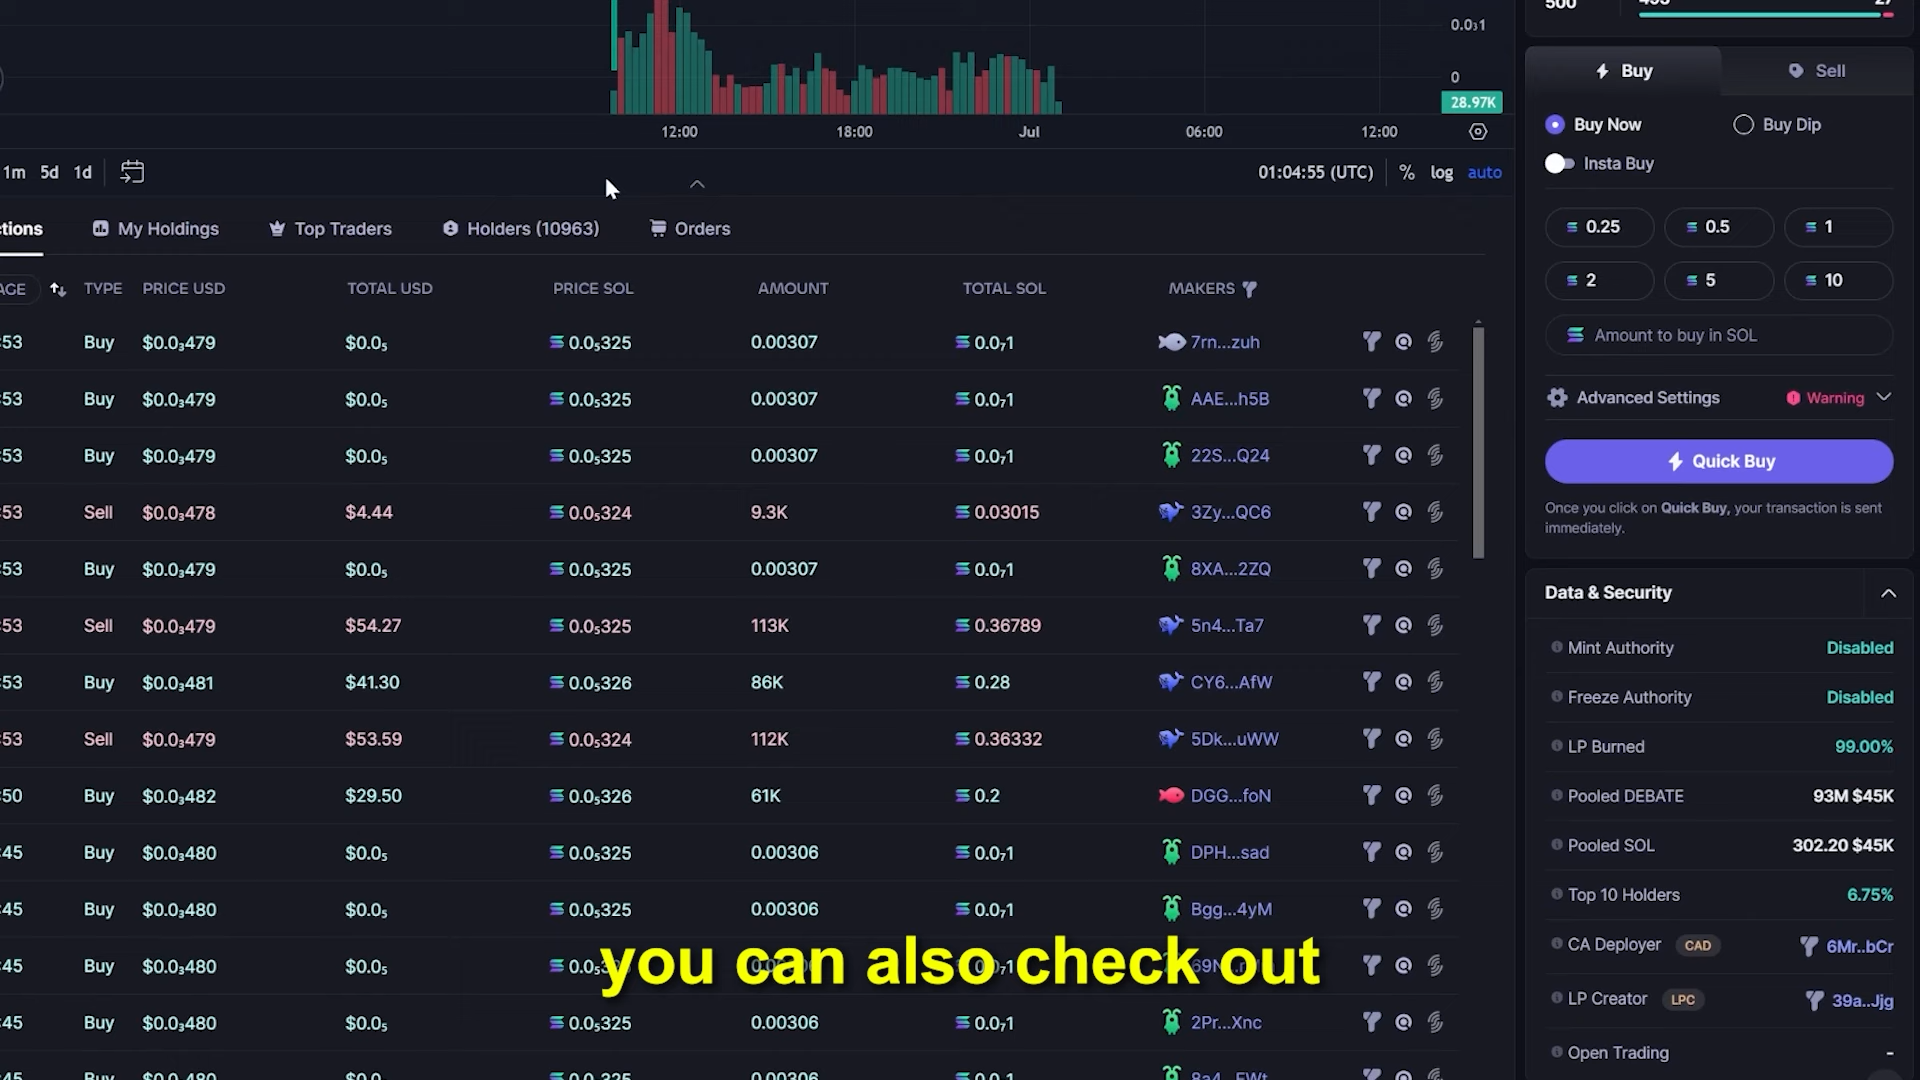 500 493 27
0.0₃1
Buy Sell
0
28.97K
12:00 18:00 Jul 06:00 12:00
Buy Now Buy Dip
1m 5d 1d 01:04:55 (UTC) % log auto
Insta Buy
ctions My Holdings Top Traders Holders (10963) Orders
0.25 0.5 1
2 5 10
AGE TYPE PRICE USD TOTAL USD PRICE SOL AMOUNT TOTAL SOL MAKERS
Amount to buy in SOL
:53 Buy $0.0₃479 $0.0₅ 0.0₅325 0.00307 0.0₇1 7rn...zuh
:53 Buy $0.0₃479 $0.0₅ 0.0₅325 0.00307 0.0₇1 AAE...h5B
Advanced Settings Warning
:53 Buy $0.0₃479 $0.0₅ 0.0₅325 0.00307 0.0₇1 22S...Q24
Quick Buy
:53 Sell $0.0₃478 $4.44 0.0₅324 9.3K 0.03015 3Zy...QC6
Once you click on Quick Buy, your transaction is sent
immediately.
:53 Buy $0.0₃479 $0.0₅ 0.0₅325 0.00307 0.0₇1 8XA...2ZQ
Data & Security
:53 Sell $0.0₃479 $54.27 0.0₅325 113K 0.36789 5n4...Ta7
Mint Authority Disabled
:53 Buy $0.0₃481 $41.30 0.0₅326 86K 0.28 CY6...AfW
Freeze Authority Disabled
:53 Sell $0.0₃479 $53.59 0.0₅324 112K 0.36332 5Dk...uWW
LP Burned 99.00%
:50 Buy $0.0₃482 $29.50 0.0₅326 61K 0.2 DGG...foN
Pooled DEBATE 93M $45K
:45 Buy $0.0₃480 $0.0₅ 0.0₅325 0.00306 0.0₇1 DPH...sad
Pooled SOL 302.20 $45K
:45 Buy $0.0₃480 $0.0₅ 0.0₅325 0.00306 0.0₇1 Bgg...4yM
Top 10 Holders 6.75%
CA Deployer CAD 6Mr..bCr
:45 Buy $0.0₃480 $0.0₅
you can also check out
LP Creator LPC 39a..Jjg
:45 Buy $0.0₃480 $0.0₅ 0.0₅325 0.00306 0.0₇1 2Pr...Xnc
Open Trading -